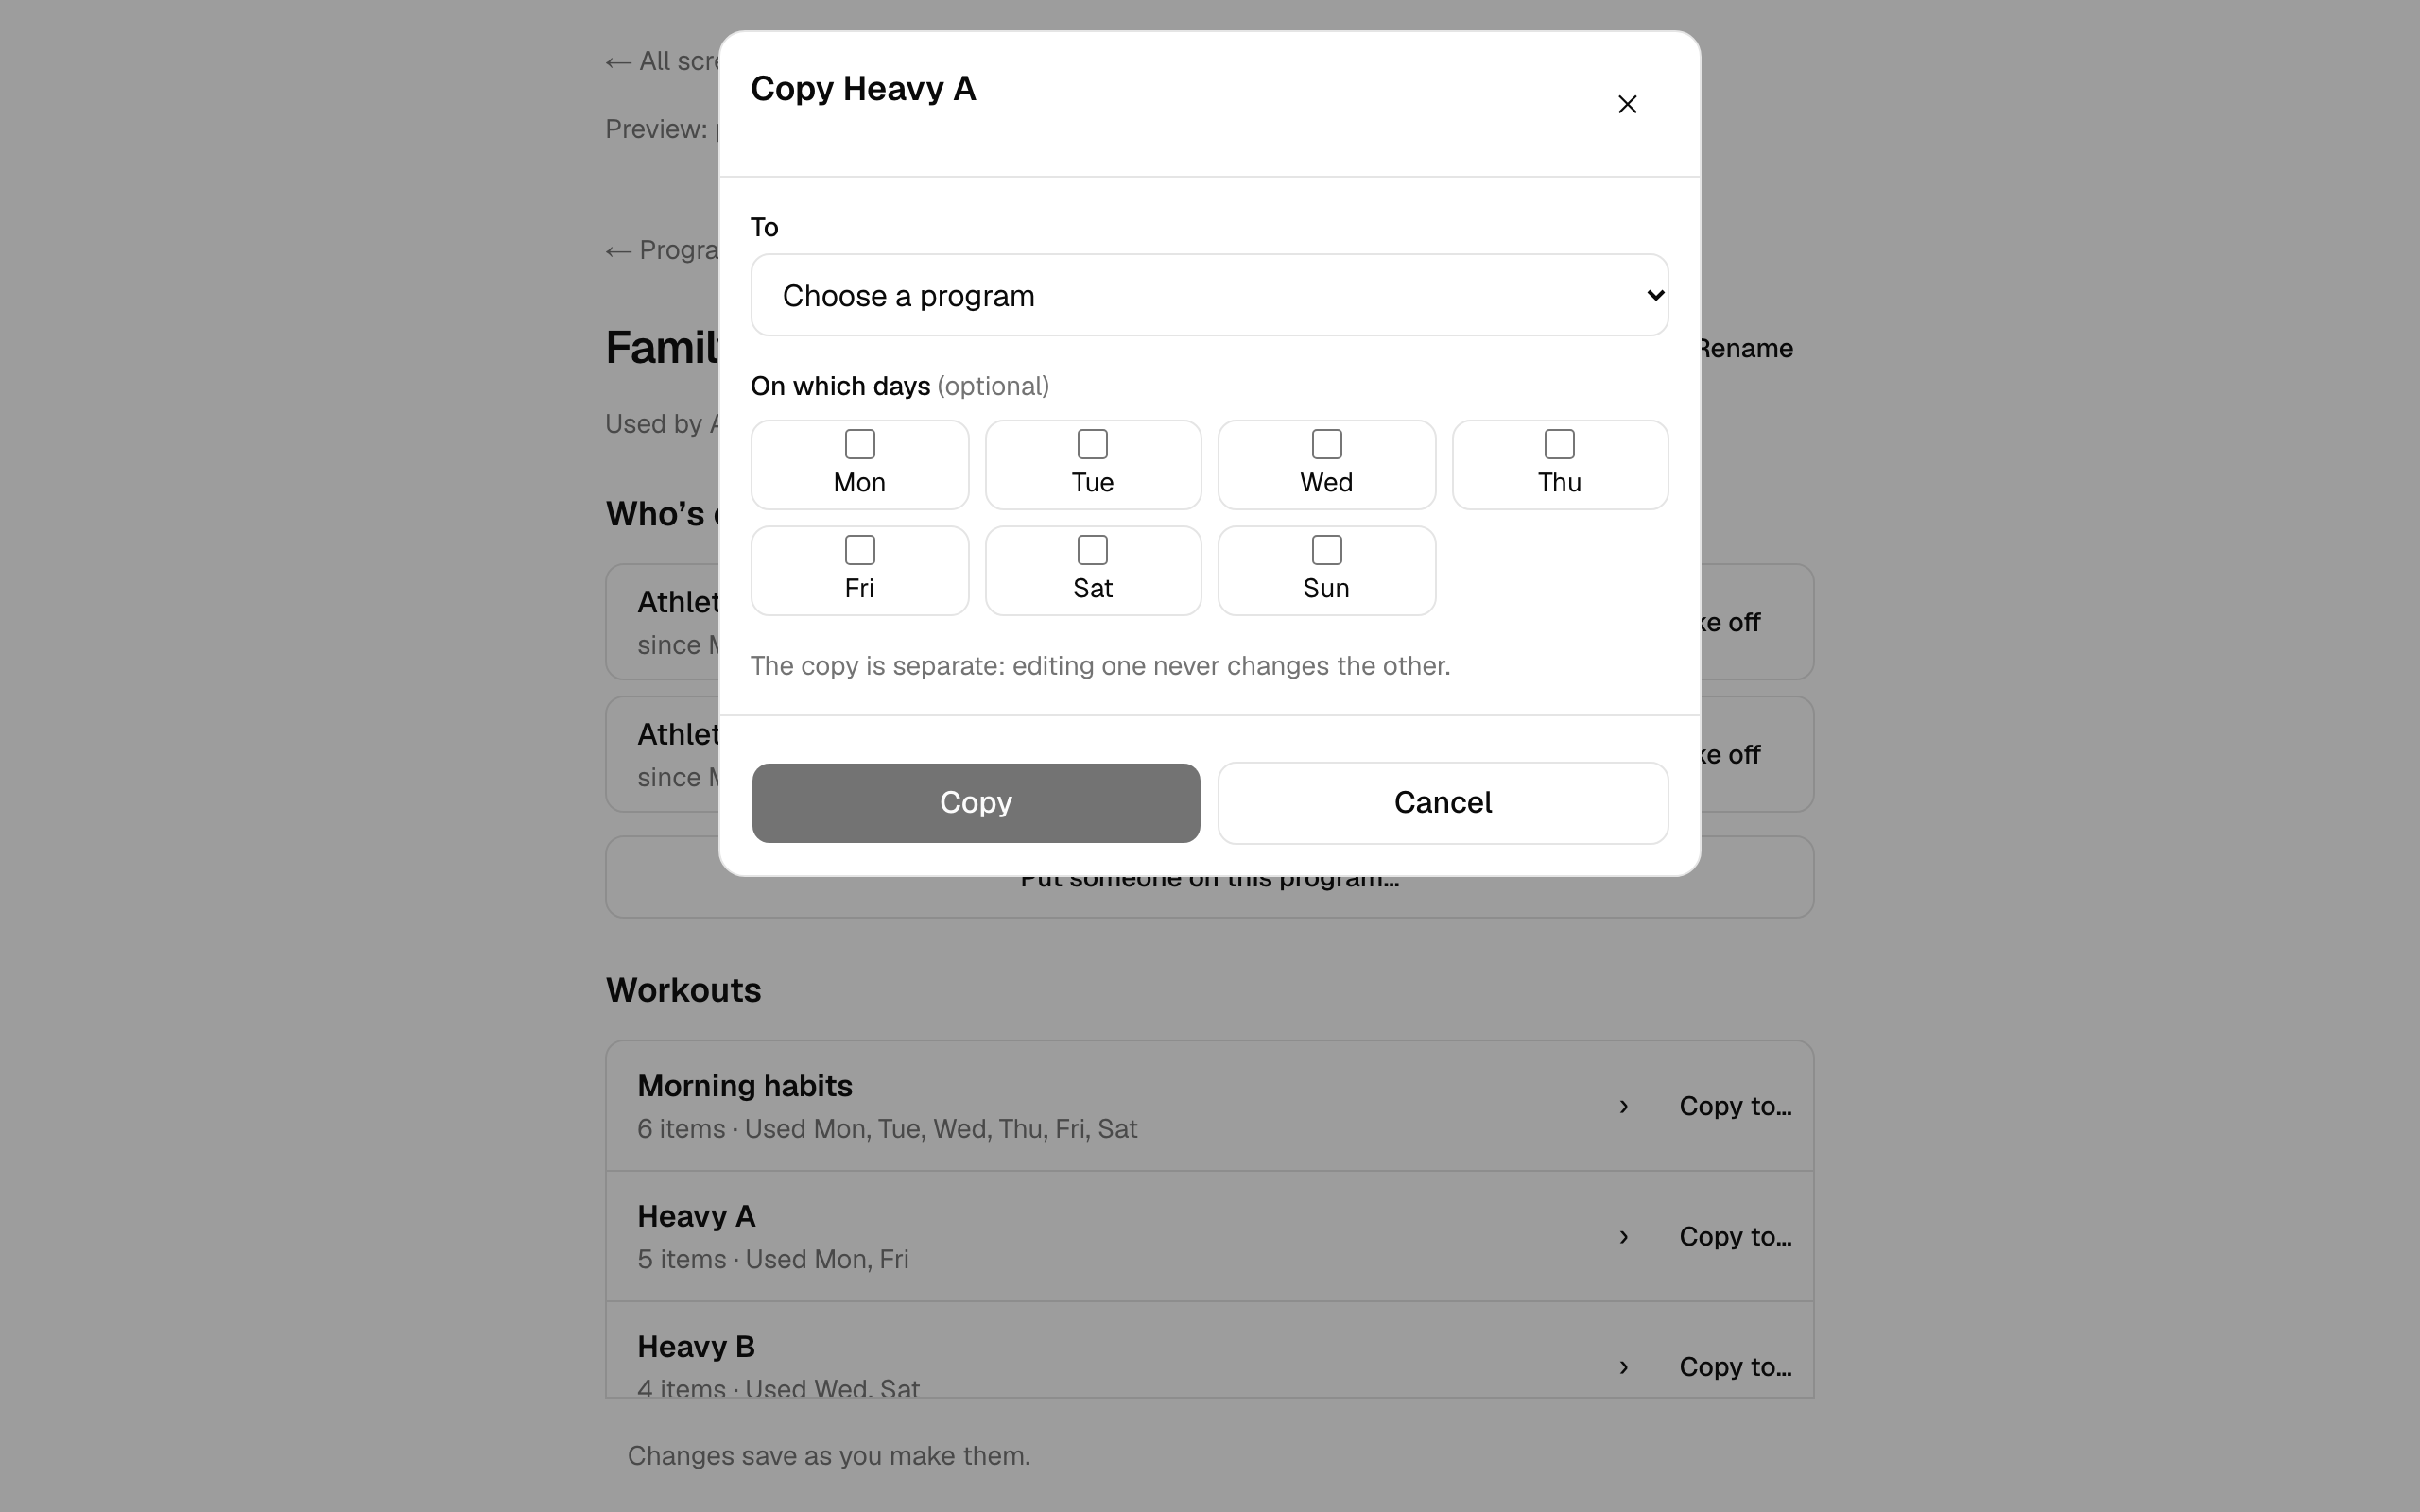 ← All scre
Preview:
Copy Heavy A
← Progra
To
Choose a program
Famil
Rename
On which days (optional)
Used by A
Mon
Tue
Wed
Thu
Who's
Fri
Sat
Sun
Athlet
since M
ke off
The copy is separate: editing one never changes the other.
Athlet
since M
ke off
Copy
Cancel
Put someone on this program...
Workouts
Morning habits
6 items · Used Mon, Tue, Wed, Thu, Fri, Sat
› Copy to...
Heavy A
5 items · Used Mon, Fri
› Copy to...
Heavy B
4 items · Used Wed, Sat
› Copy to...
Changes save as you make them.